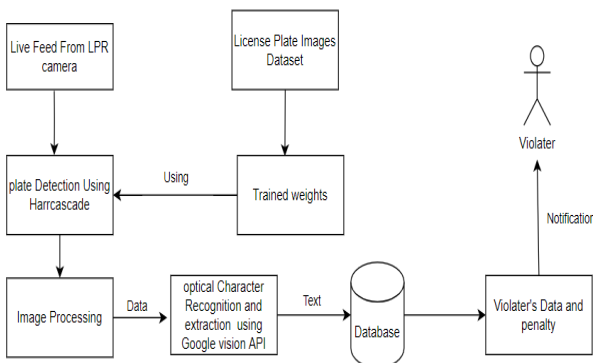 Live Feed From LPR
camera
License Plate Images
Dataset
Violater
plate Detection Using
Harrcascade
Using
Trained weights
Notification
Image Processing
Data
optical Character
Recognition and
extraction using
Google vision API
Text
Database
Violater's Data and
penalty